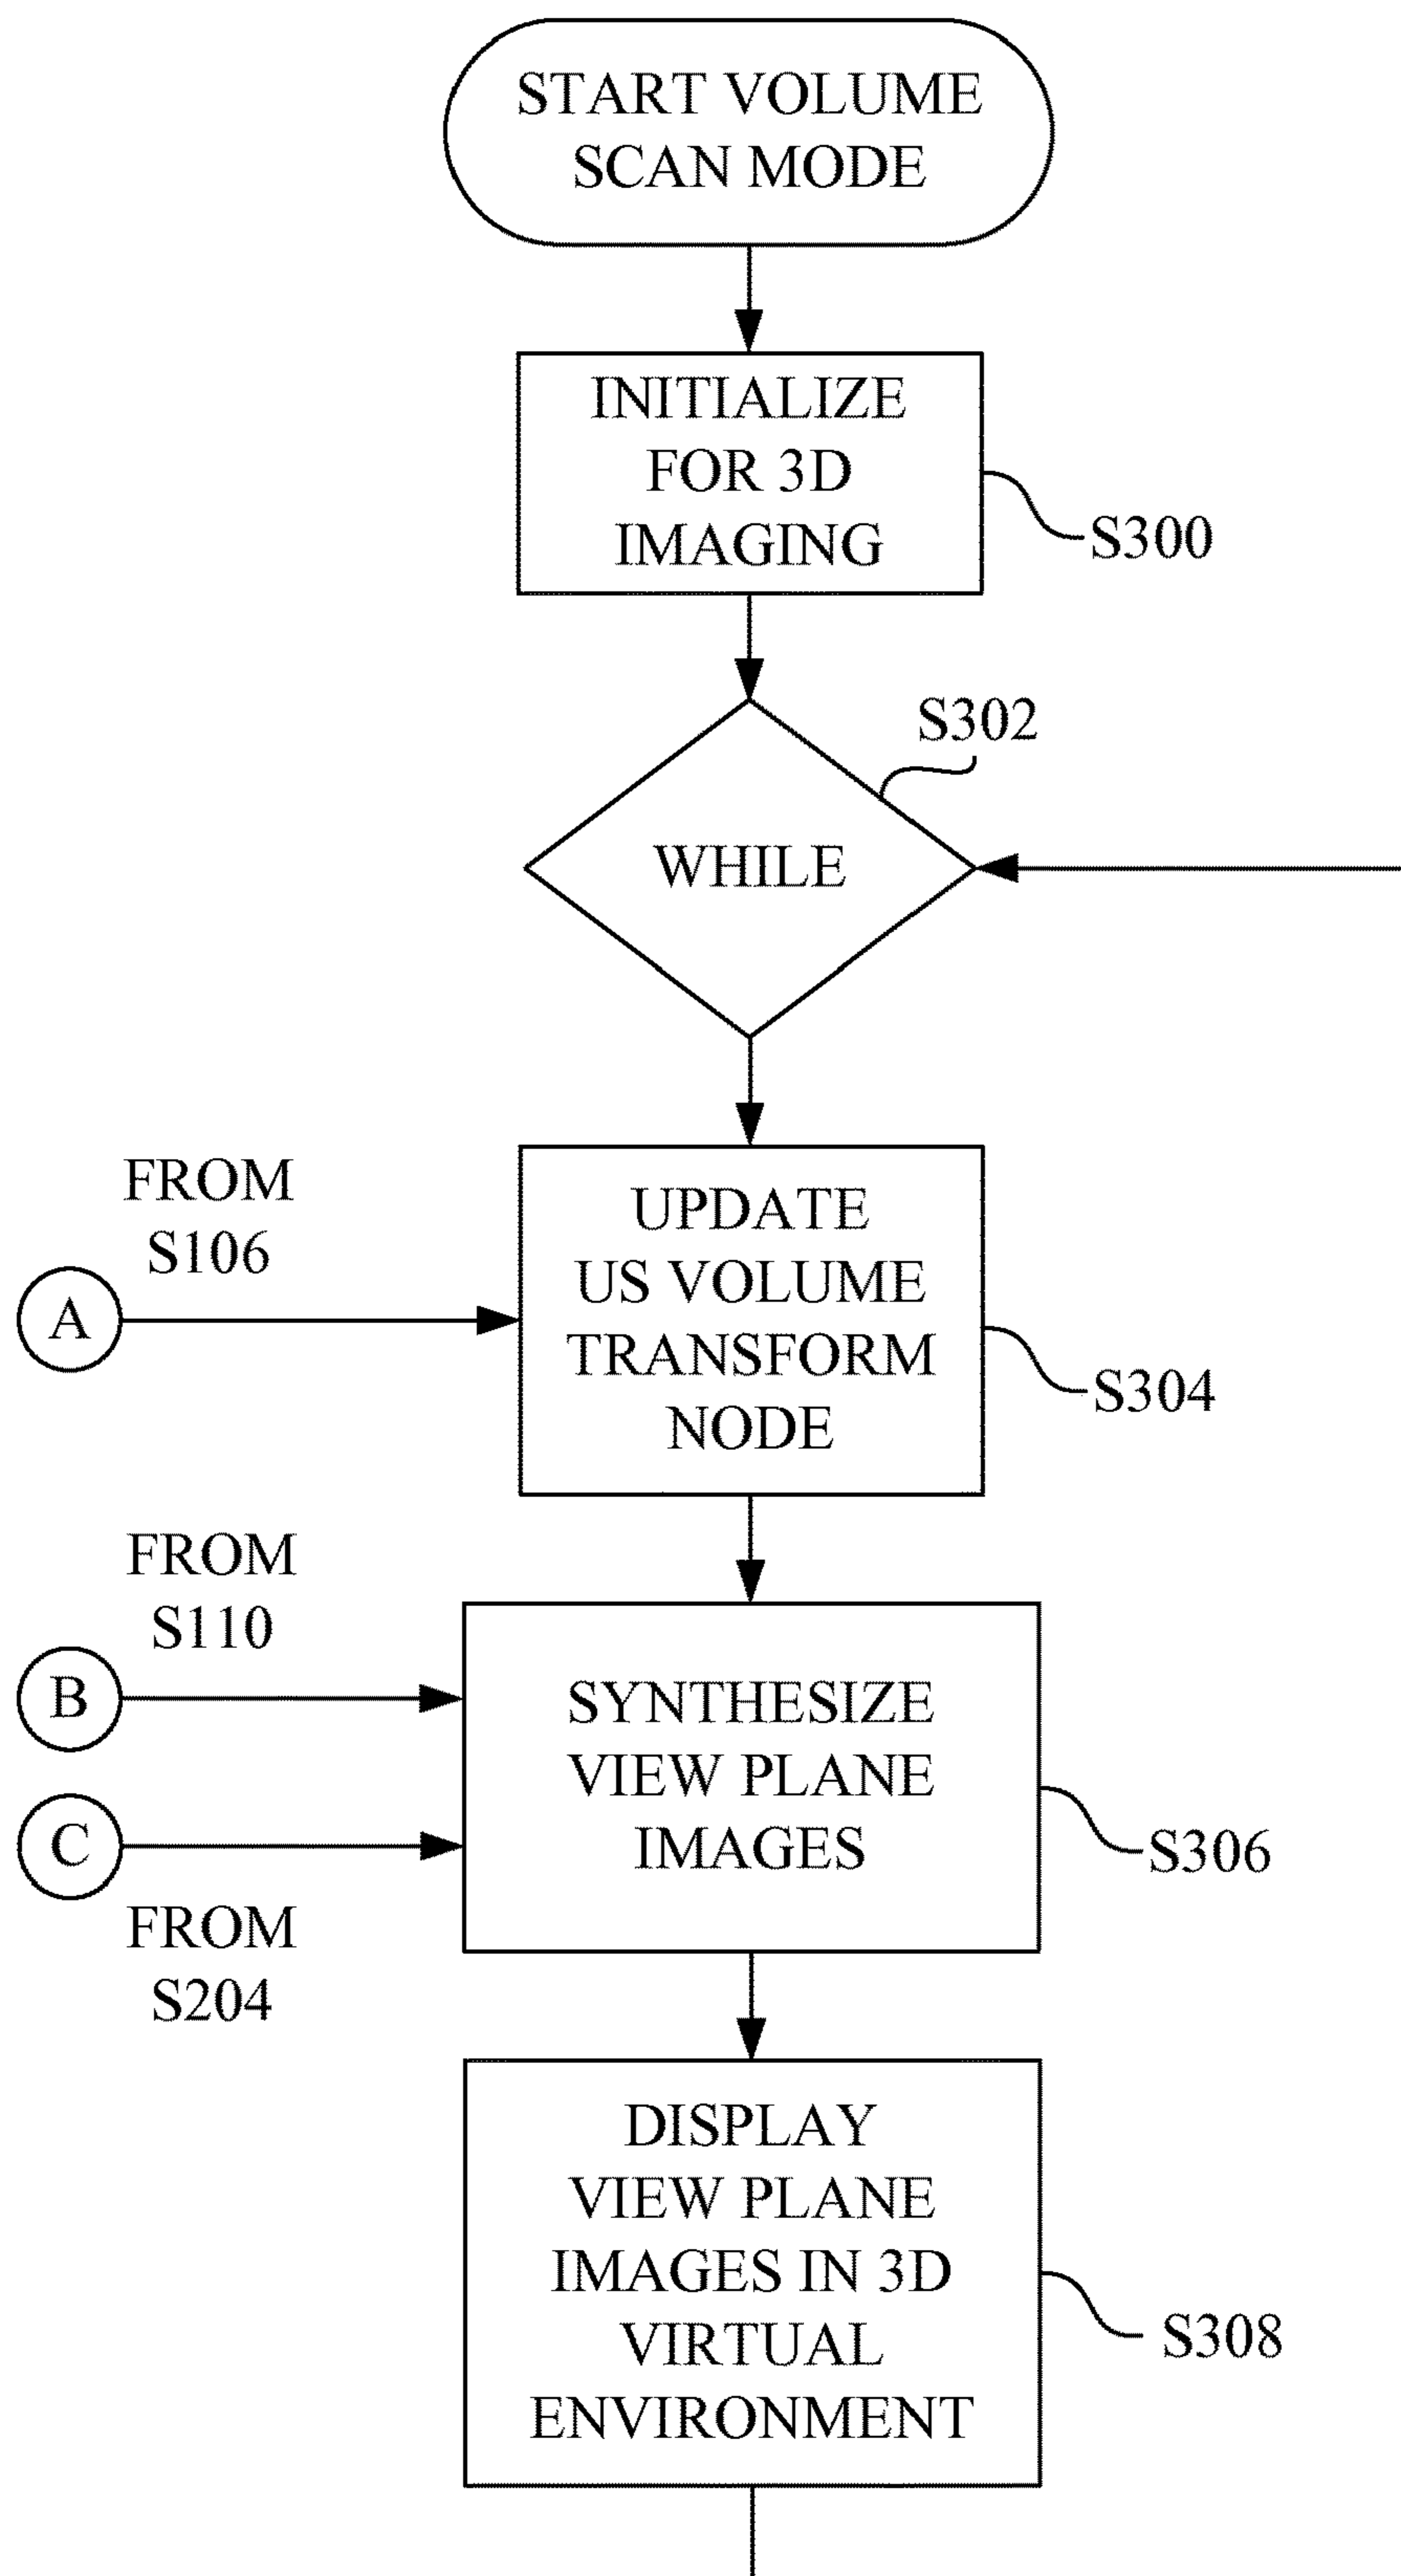 START VOLUME
SCAN MODE
INITIALIZE
FOR 3D
IMAGING
S300
S302
WHILE
FROM
S106
A
UPDATE
US VOLUME
TRANSFORM
NODE
S304
FROM
S110
B
SYNTHESIZE
VIEW PLANE
IMAGES
C
S306
FROM
S204
DISPLAY
VIEW PLANE
IMAGES IN 3D
VIRTUAL
ENVIRONMENT
S308